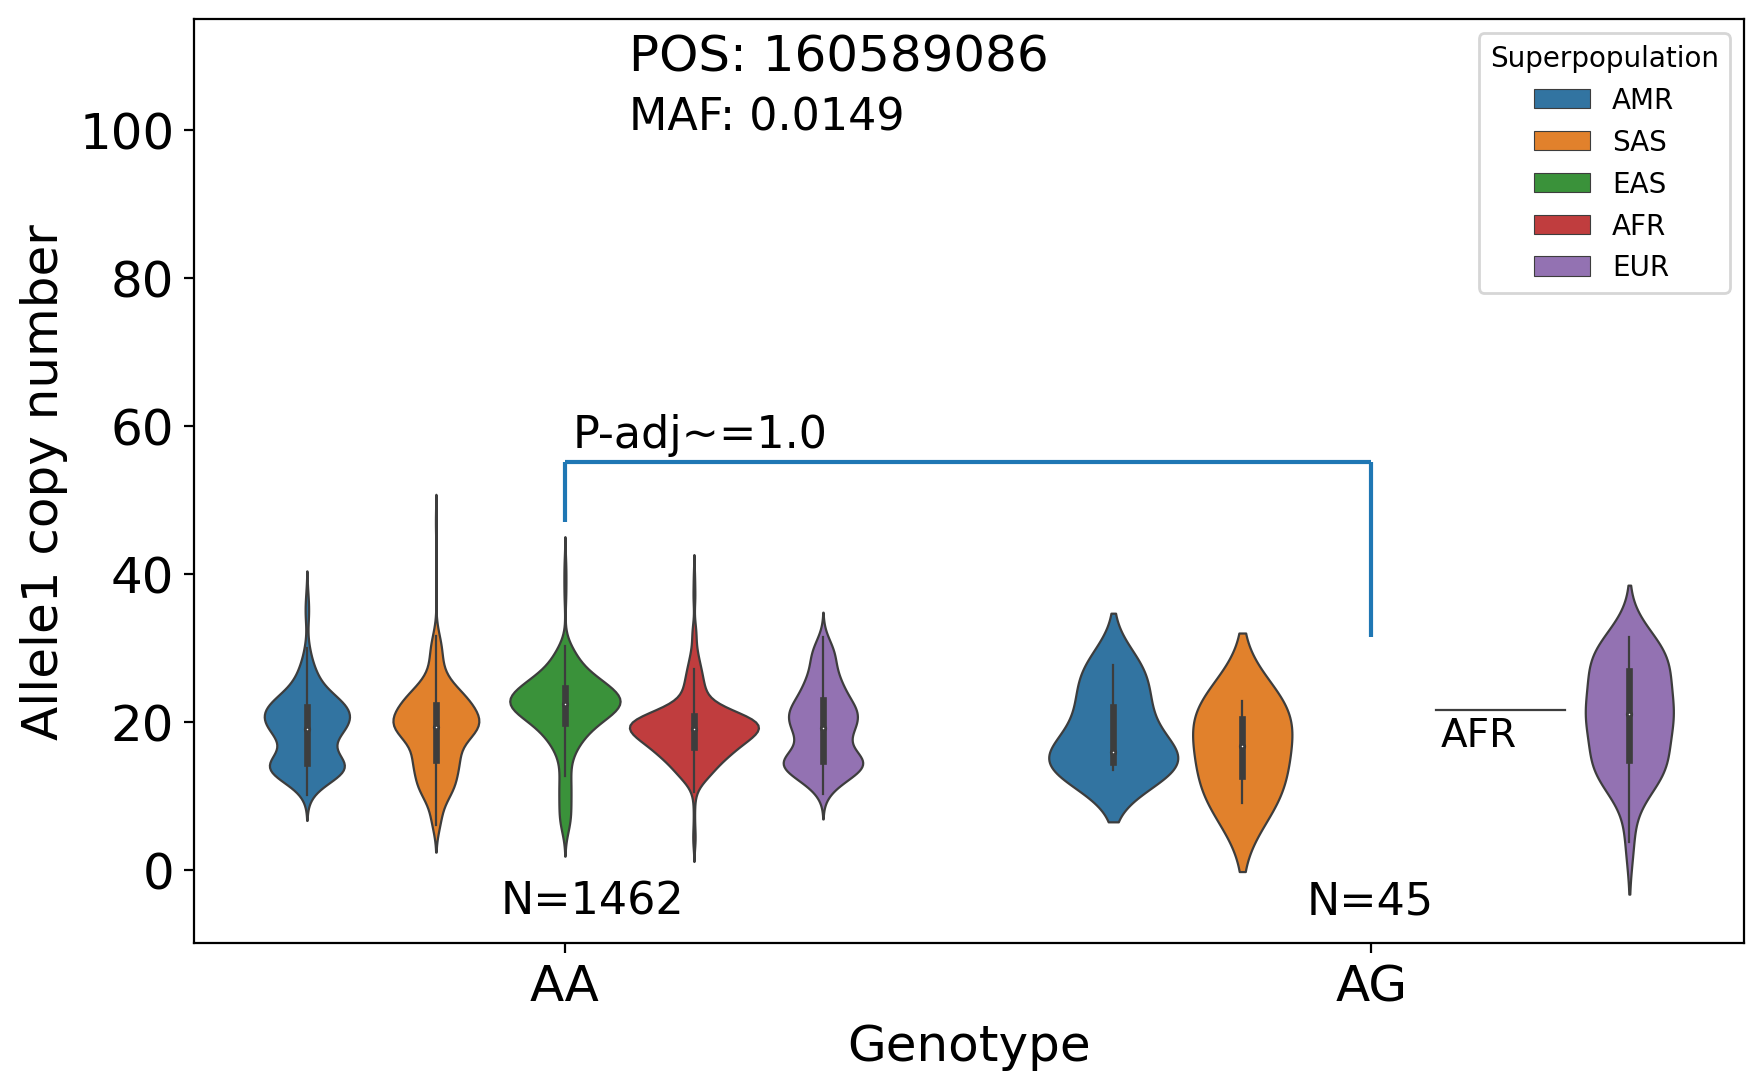 POS: 160589086
MAF: 0.0149
Superpopulation
AMR
SAS
EAS
AFR
EUR
Allele1 copy number
100
80
60
40
20
0
P-adj~=1.0
AFR
N=1462
N=45
AA
AG
Genotype